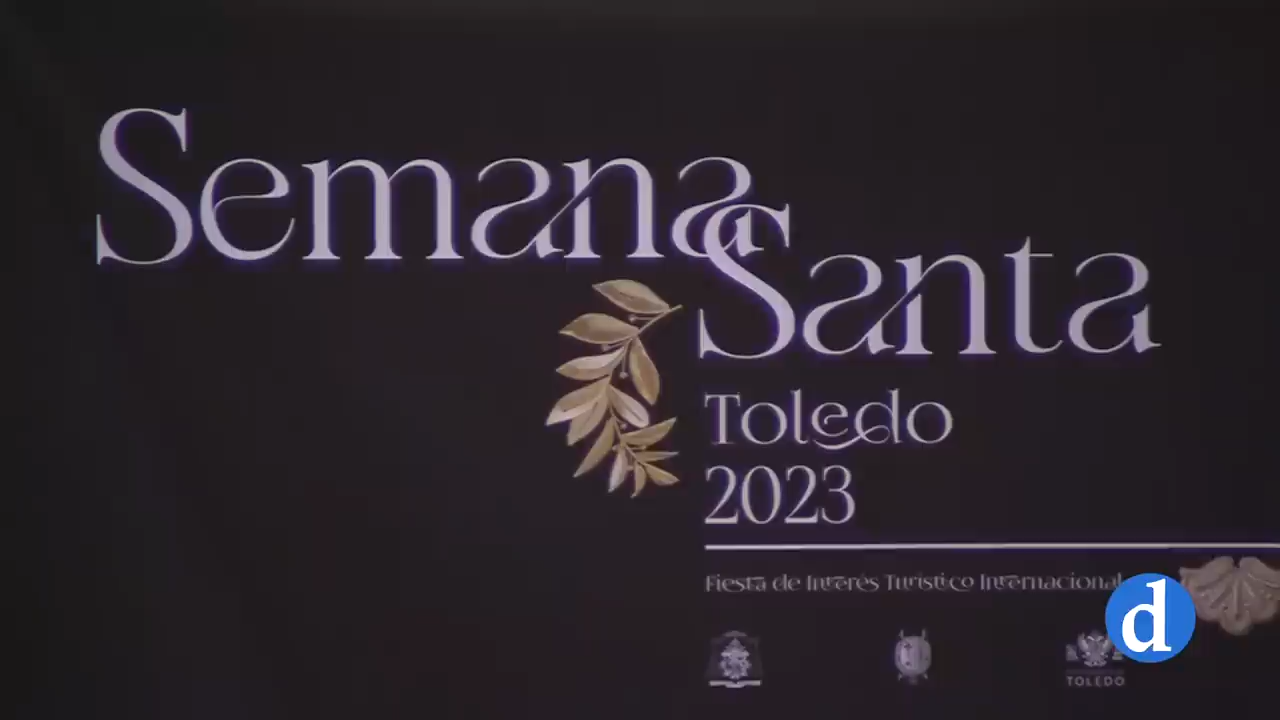 Semana
Santa
Toledo
2023
Fiesta de Interés Turístico Internacional
d
TOLEDO